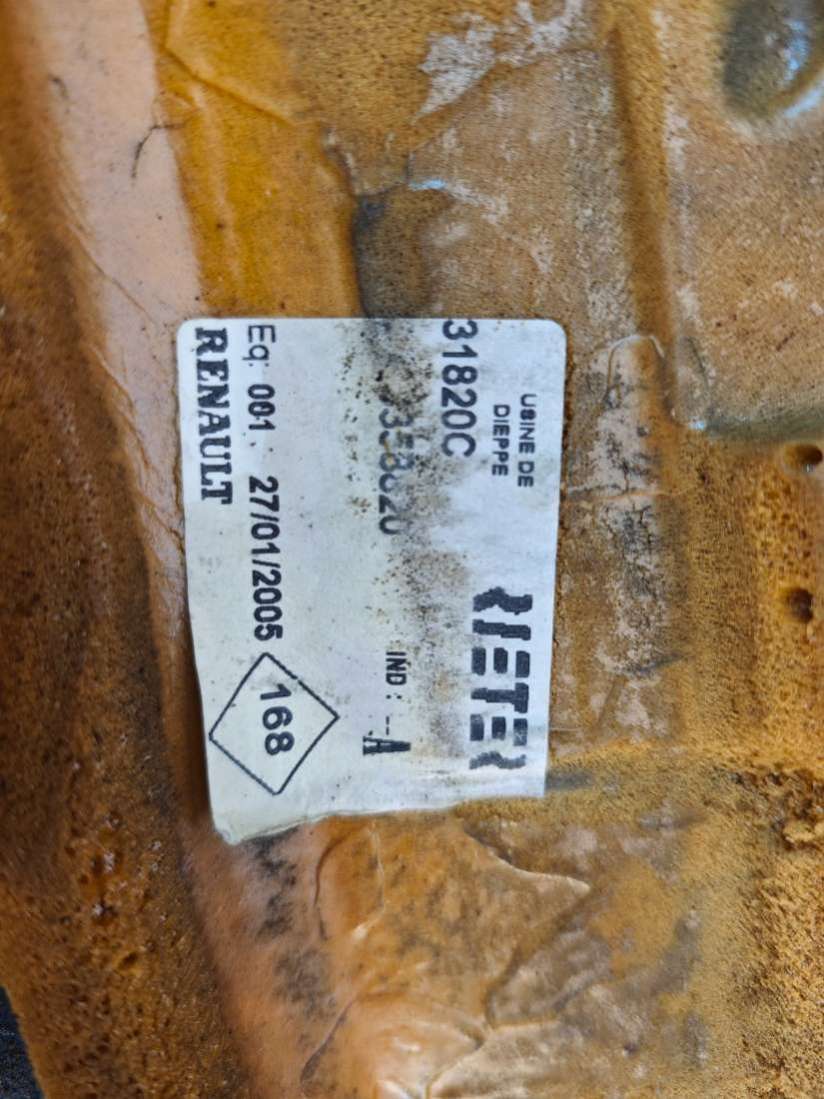 USINE DE
DIEPPE
RIETER
31820C
IND : --A
Eq: 001 . 27/01/2005
168
RENAULT